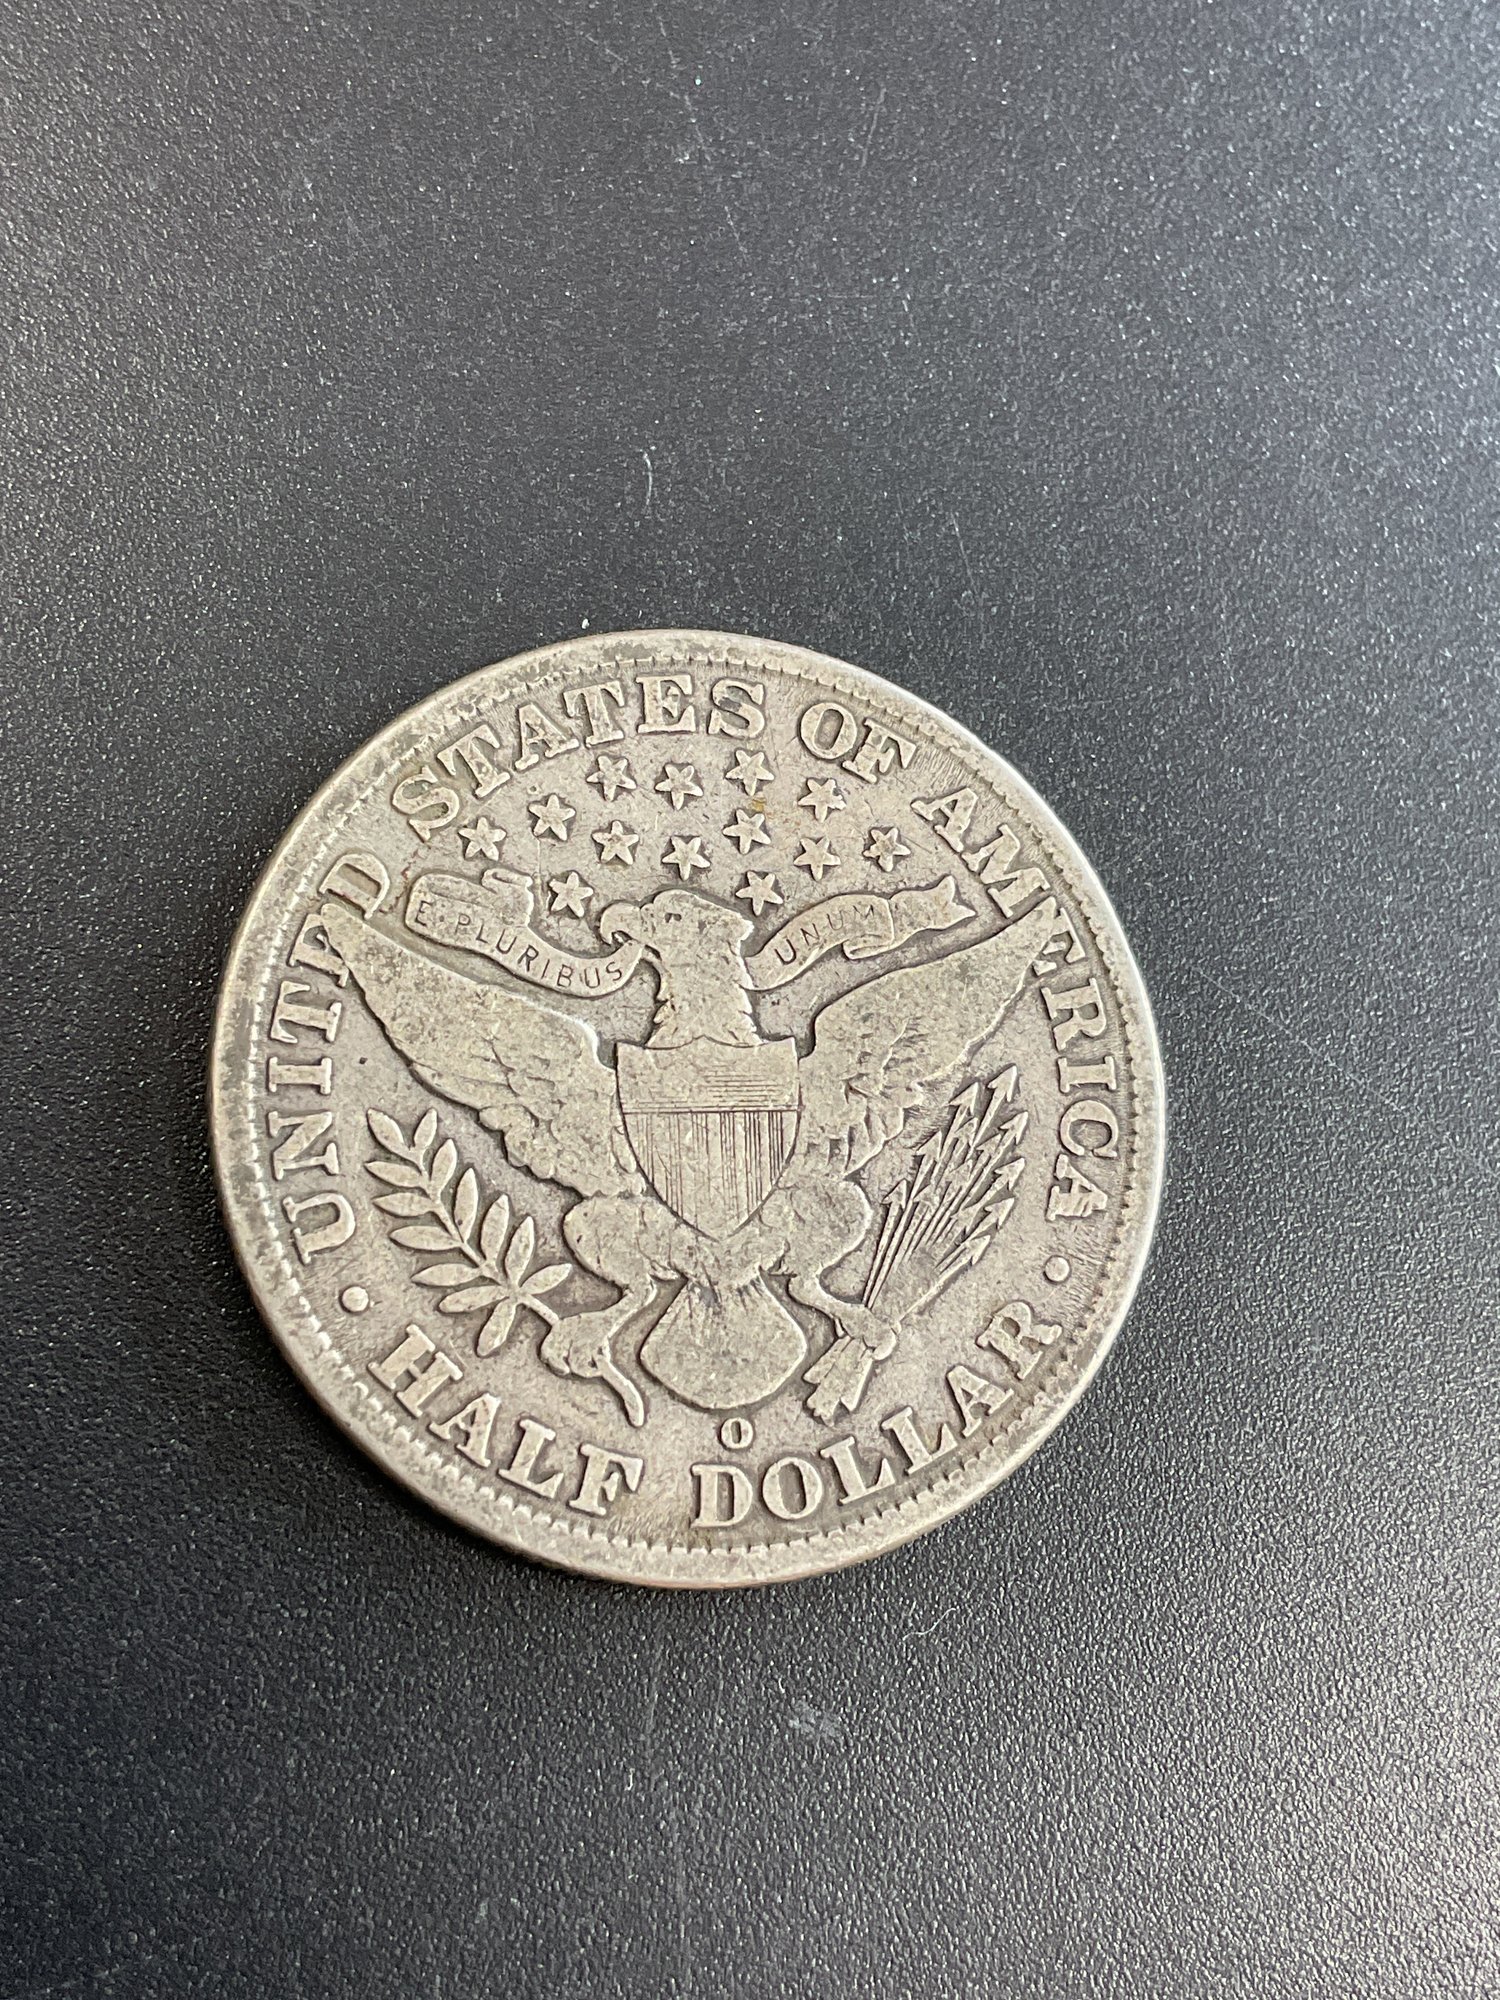 UNITED STATES OF AMERICA
E·PLURIBUS UNUM
O
· HALF DOLLAR ·